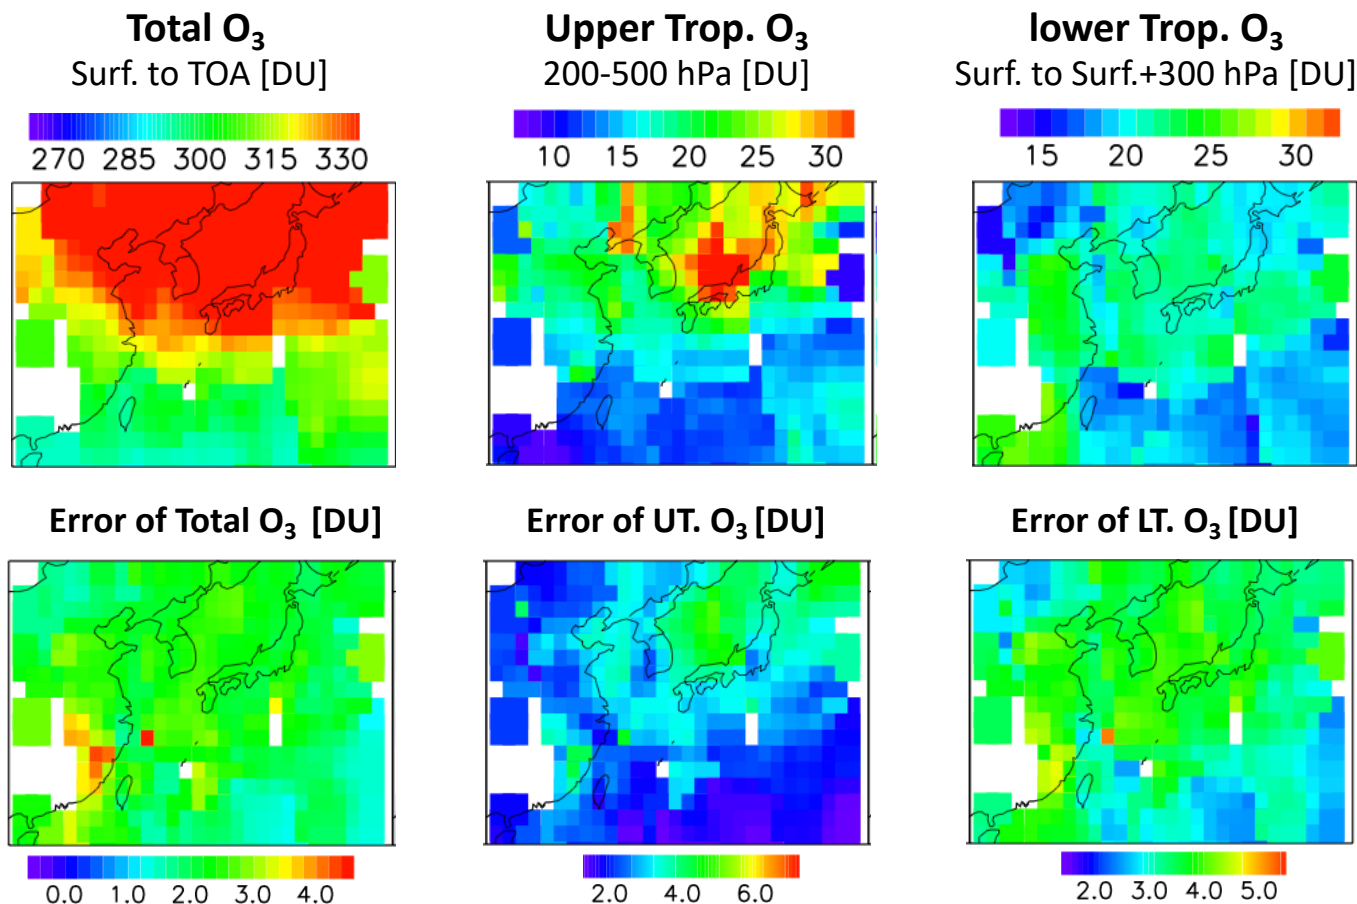 Total O₃
Surf. to TOA [DU]
270 285 300 315 330
Upper Trop. O₃
200-500 hPa [DU]
10 15 20 25 30
lower Trop. O₃
Surf. to Surf.+300 hPa [DU]
15 20 25 30
Error of Total O₃ [DU]
0.0 1.0 2.0 3.0 4.0
Error of UT. O₃ [DU]
2.0 4.0 6.0
Error of LT. O₃ [DU]
2.0 3.0 4.0 5.0